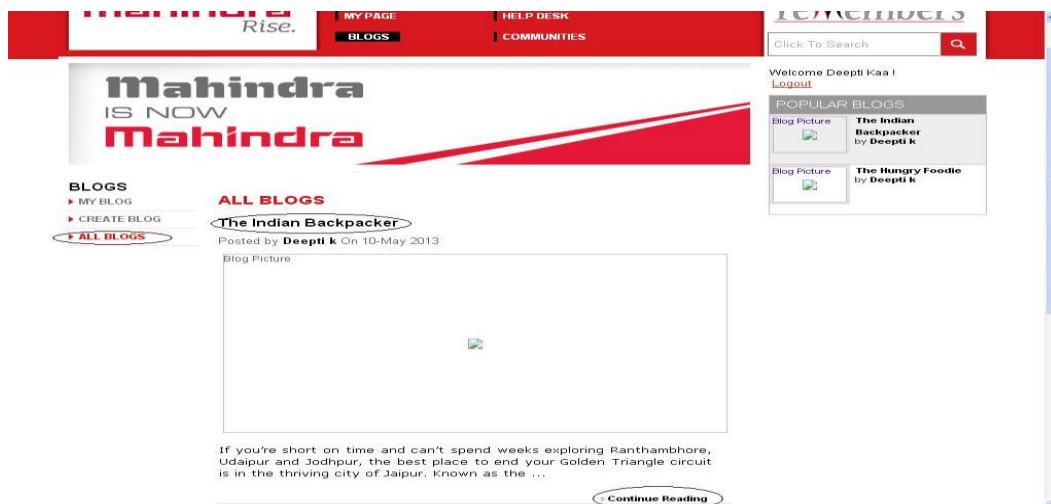 mahindra
Rise.
MY PAGE
HELP DESK
BLOGS
COMMUNITIES
reMembers
Click To Search
Mahindra
IS NOW
Mahindra
Welcome Deepti Kaa !
Logout
POPULAR BLOGS
Blog Picture
The Indian
Backpacker
by Deepti k
Blog Picture
The Hungry Foodie
by Deepti k
BLOGS
MY BLOG
CREATE BLOG
ALL BLOGS
ALL BLOGS
The Indian Backpacker
Posted by Deepti k On 10-May 2013
Blog Picture
If you're short on time and can't spend weeks exploring Ranthambhore,
Udaipur and Jodhpur, the best place to end your Golden Triangle circuit
is in the thriving city of Jaipur. Known as the ...
Continue Reading